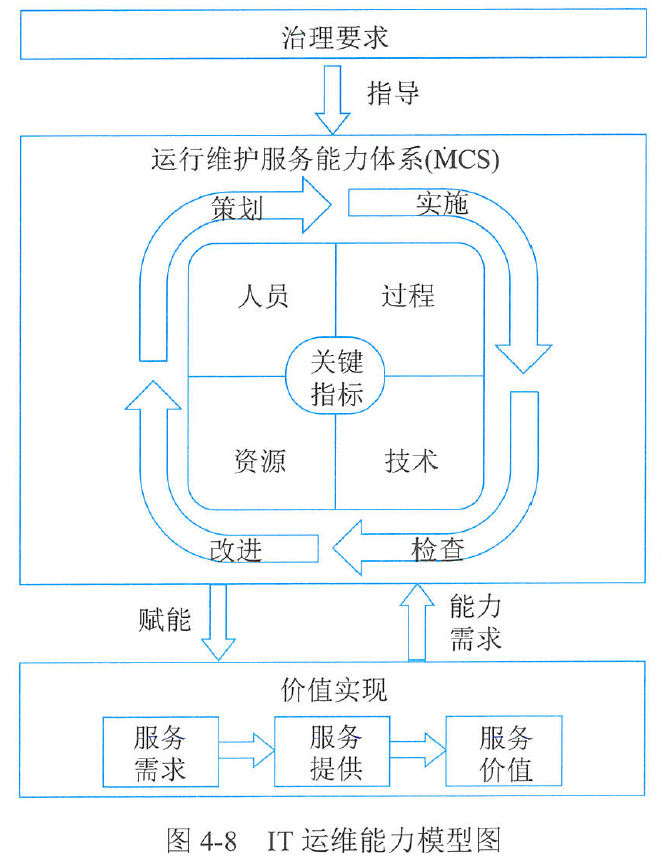 治理要求
指导
运行维护服务能力体系(MCS)
策划
实施
人员
过程
关键
指标
资源
技术
改进
检查
赋能
能力
需求
价值实现
服务
需求
服务
提供
服务
价值
图 4-8 IT 运维能力模型图